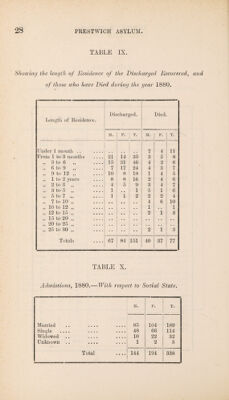 28 PRESTWICH ASYLUM.
TABLE IX.
Showing the length of Residence of the Discharged Recovered, and
of those who have Died during the year 1880.
Length of Residence. Discharged. Died.
M. F. T. M. F. T.
Under 1 month .. .. .. .. 7 4 11
From 1 to 3 months .... 21 14 35 3 5 8
„ 3 to 6 „ .... 15 31 46 4 2 6
„ 6 to 9 „ .... 7 17 24 4 3 7
„ 9 to 12 „ .... 10 8 18 1 4 5
„ 1 to 2 years .... 8 8 16 2 4 6
„ 2 to 3 „ .... 4 5 9 3 4 7
„ 3 to 5 „ .... 1 .. 1 5 1 6
„ 5 to 7 „ .... 1 1 2 2 2 4
„ 7 to 10 „ .... .. .. .. 4 6 10
„ 10 to 12 „ .... .. .. .. .. 1
„ 12 to 15 „ .... .. .. .. 2 1 3
„ 15 to 20 „ .... .. .. ..
„ 20 to 25 „ .... .. .. ..
„ 25 to 30 „ .... .. .. .. 2 1 3
Totals .... 67 84 151 40 37 77
TABLE X.
Admissions, 1880.—With respect to Social State.
M. F. T.
Married .. .... .... 85 104 189
Single .... .... .... 48 66 114
Widowed .. .... .... 10 22 32
Unknown .. .... .... 1 2 3
Total .... 144 194 338